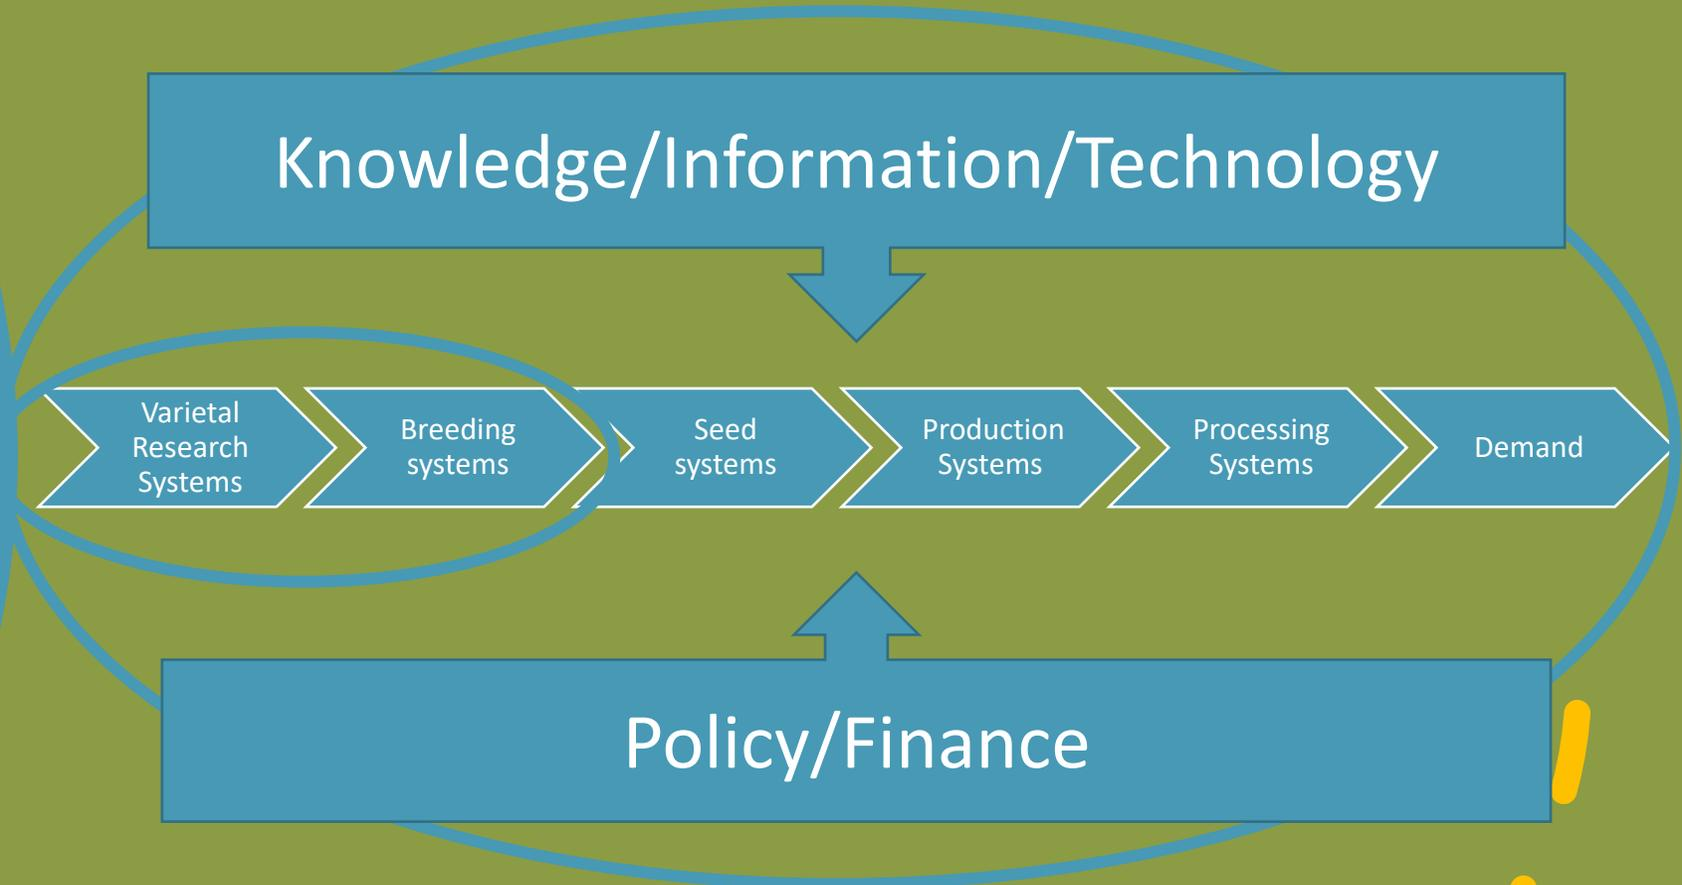 Knowledge/Information/Technology
Varietal
Research
Systems
Breeding
systems
Seed
systems
Production
Systems
Processing
Systems
Demand
Policy/Finance